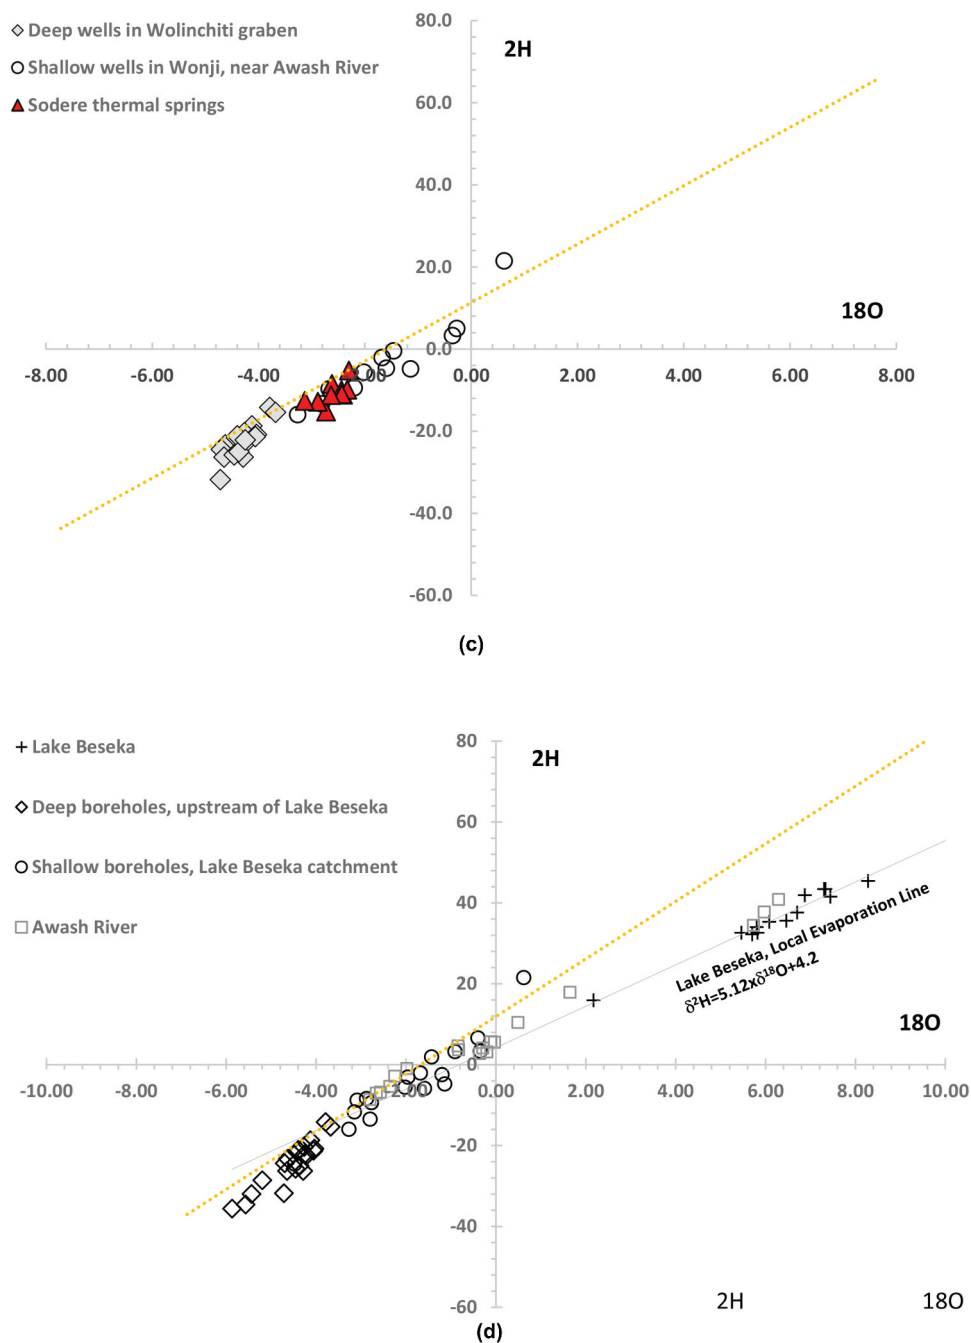 Deep wells in Wolinchiti graben
Shallow wells in Wonji, near Awash River
Sodere thermal springs
2H
80.0
60.0
40.0
20.0
0.0
18O
-8.00 -6.00 -4.00 -2.00 0.00 2.00 4.00 6.00 8.00
-20.0
-40.0
-60.0
(c)
Lake Beseka
Deep boreholes, upstream of Lake Beseka
Shallow boreholes, Lake Beseka catchment
Awash River
2H
80
60
40
20
0
Lake Beseka, Local Evaporation Line
δ²H=5.12xδ¹⁸O+4.2
18O
-10.00 -8.00 -6.00 -4.00 -2.00 0.00 2.00 4.00 6.00 8.00 10.00
-20
-40
-60
2H 18O
(d)